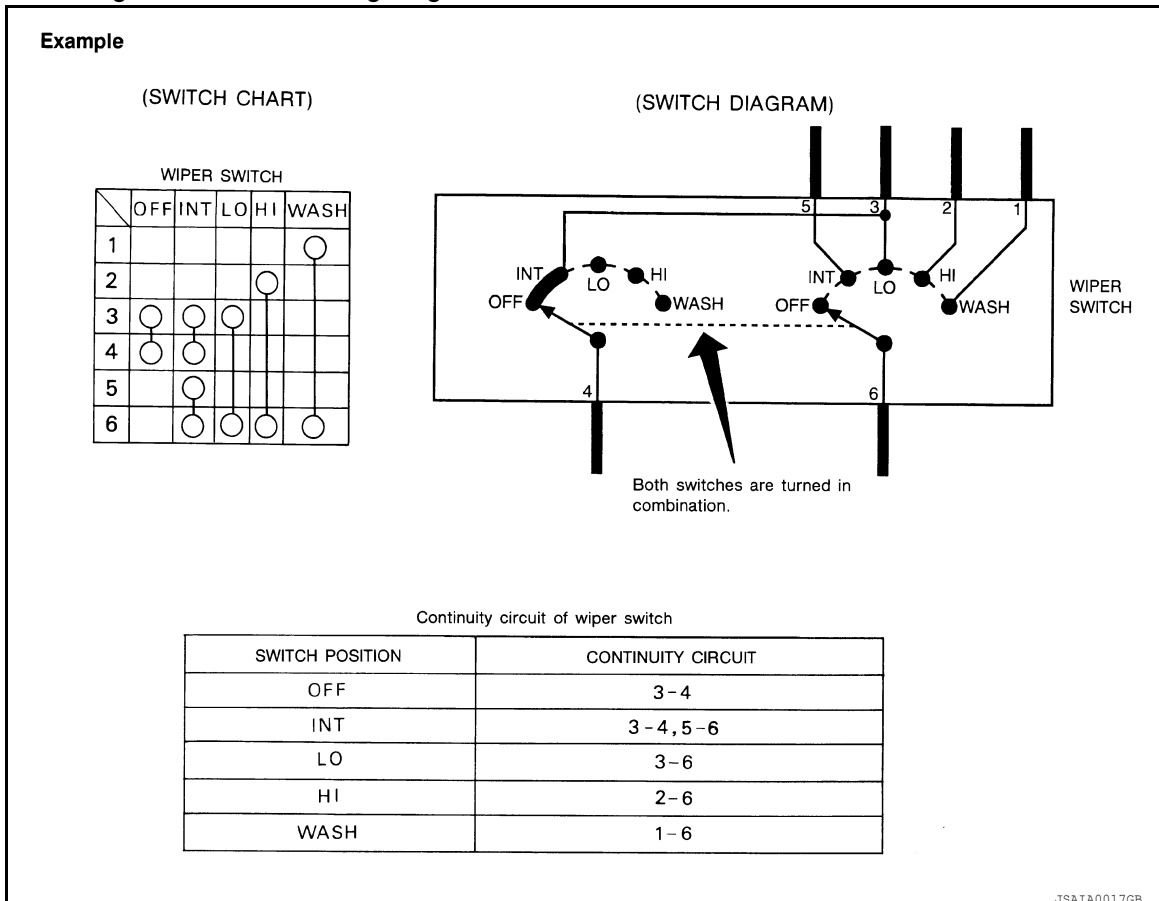 Example
(SWITCH CHART)
WIPER SWITCH
OFF INT LO HI WASH
1
2
3
4
5
6
(SWITCH DIAGRAM)
5 3 2 1
INT LO HI
OFF WASH
INT LO HI
OFF WASH
WIPER
SWITCH
4 6
Both switches are turned in
combination.
Continuity circuit of wiper switch
SWITCH POSITION CONTINUITY CIRCUIT
OFF 3-4
INT 3-4,5-6
LO 3-6
HI 2-6
WASH 1-6
JSAIA0017GB